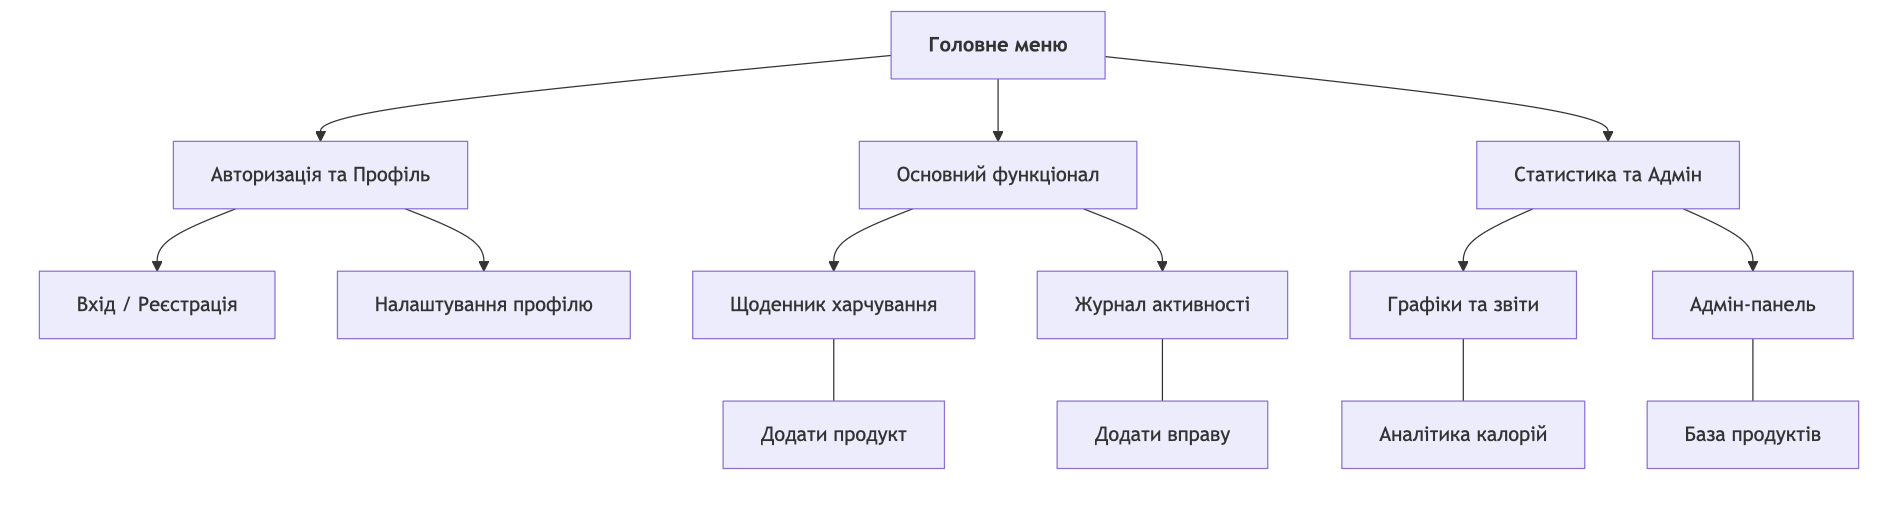 Головне меню
Авторизація та Профіль
Основний функціонал
Статистика та Адмін
Вхід / Реєстрація
Налаштування профілю
Щоденник харчування
Журнал активності
Графіки та звіти
Адмін-панель
Додати продукт
Додати вправу
Аналітика калорій
База продуктів